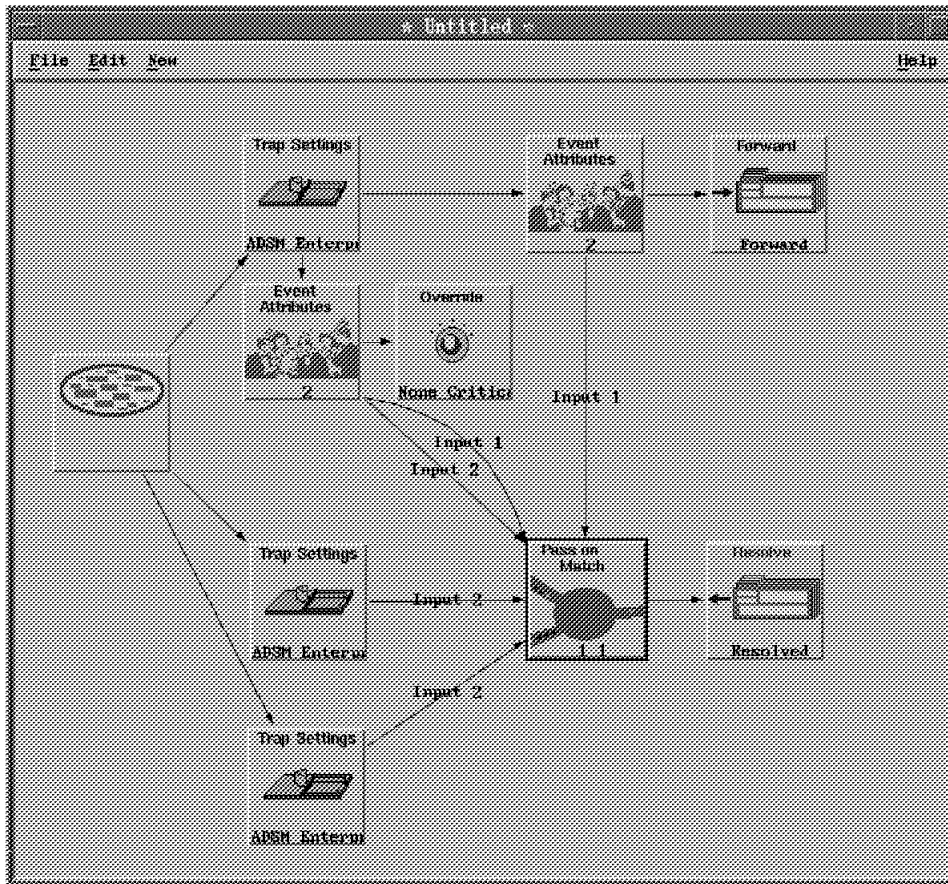 * Untitled *
File Edit New Help
Trap Settings
ADSM Enterpr
Event
Attributes
2
Forward
Forward
Event
Attributes
2
Override
None Critica
Input 1
Input 1
Input 2
Trap Settings
ADSM Enterpr
Input 2
Pass on
Match
1 1
Resolve
Resolved
Input 2
Trap Settings
ADSM Enterpr